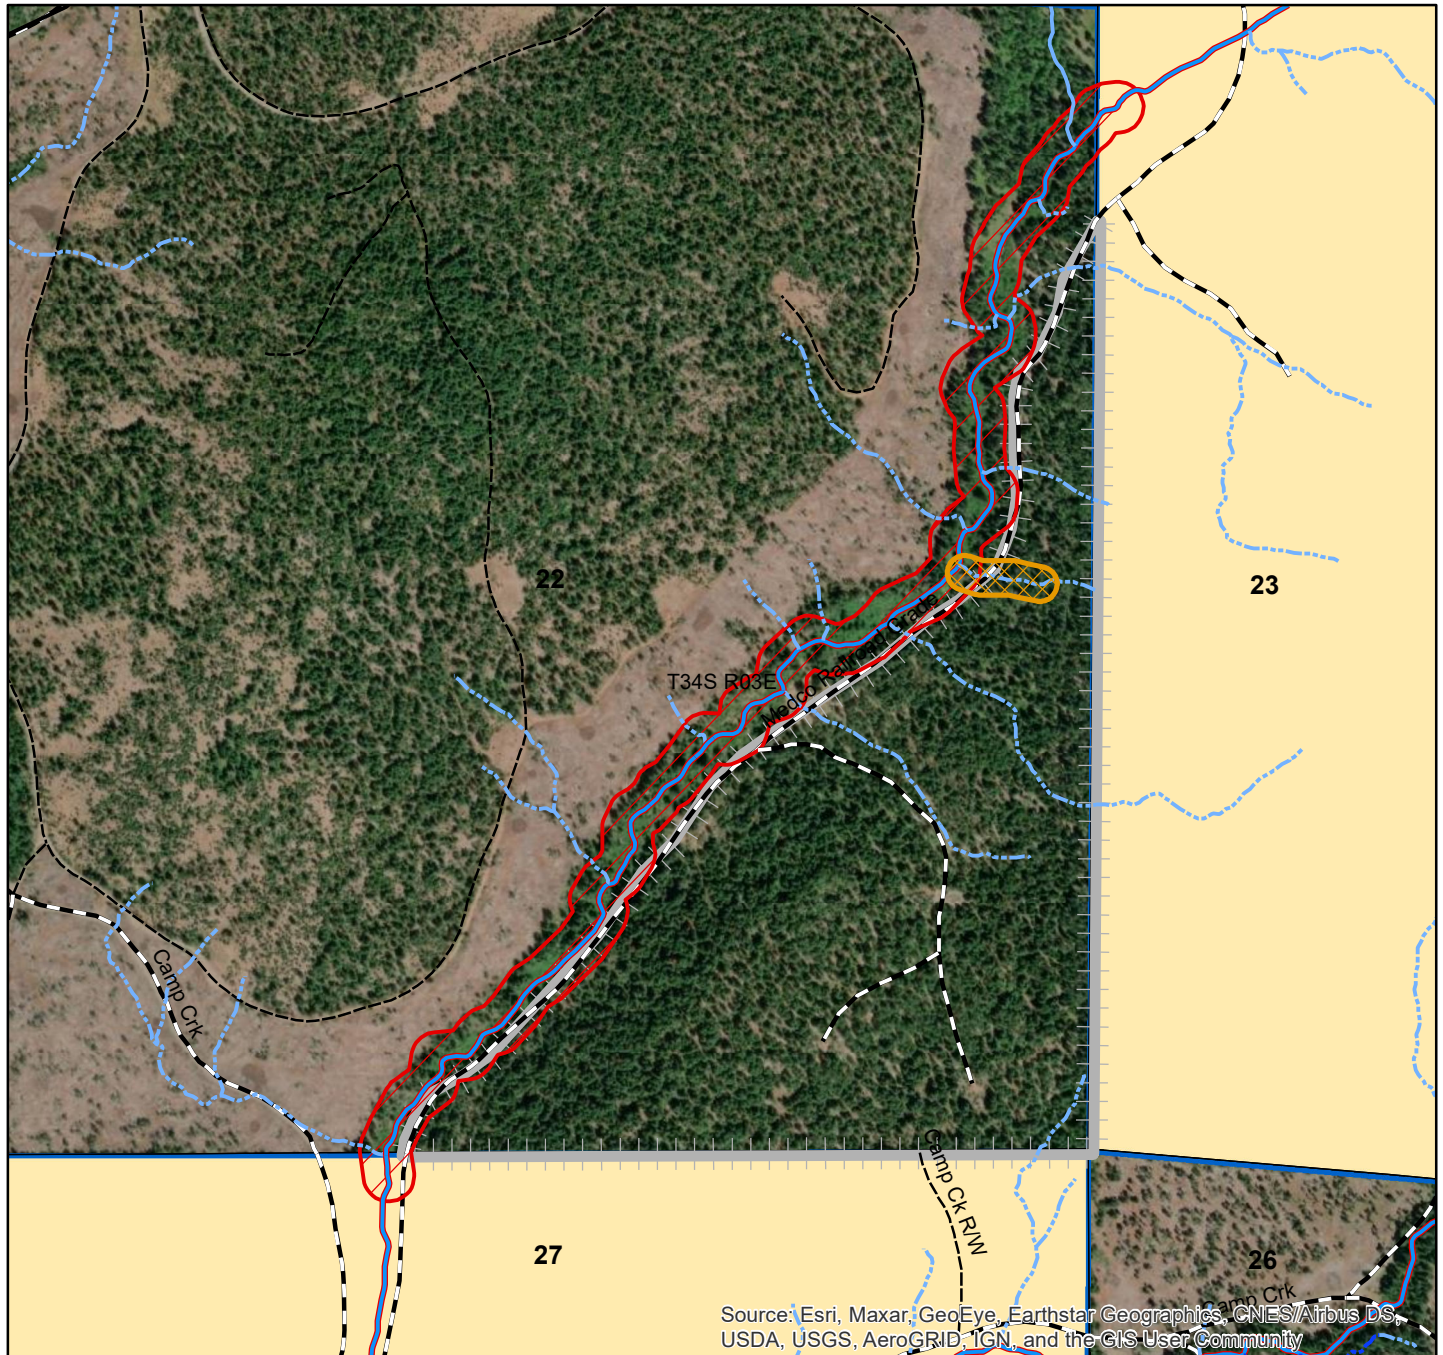 22
23
T34S R03E
Medco Railroad Grade
Camp Crk
Camp Ck R/W
27
26
Camp Crk
Source: Esri, Maxar, GeoEye, Earthstar Geographics, CNES/Airbus DS,
USDA, USGS, AeroGRID, IGN, and the GIS User Community